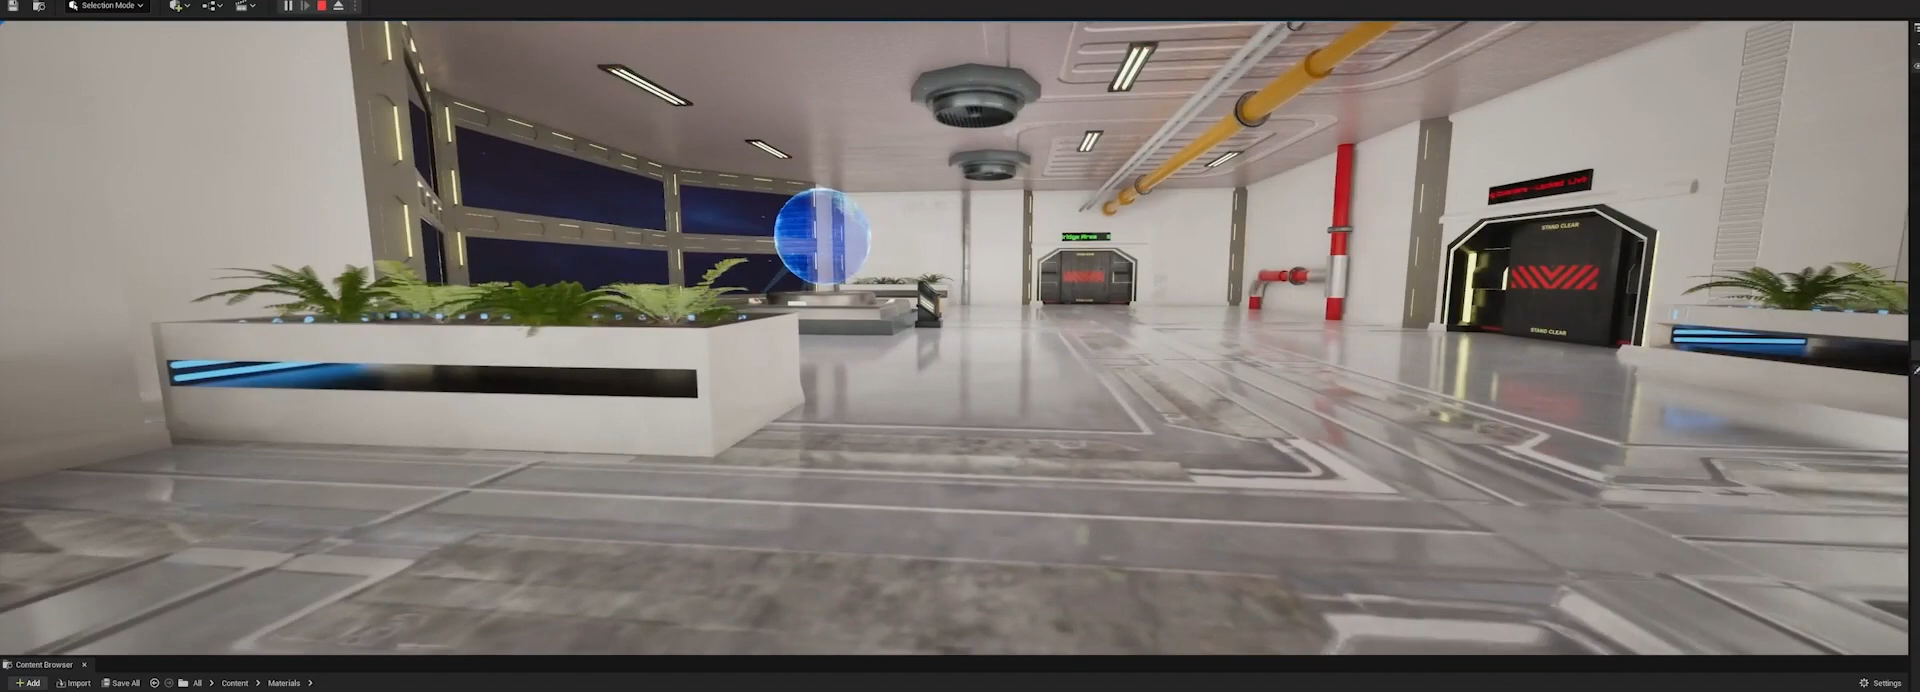 Selection Mode
STAND CLEAR
STAND CLEAR
Content Browser
Add
Import
Save All
All
Content
Materials
Settings